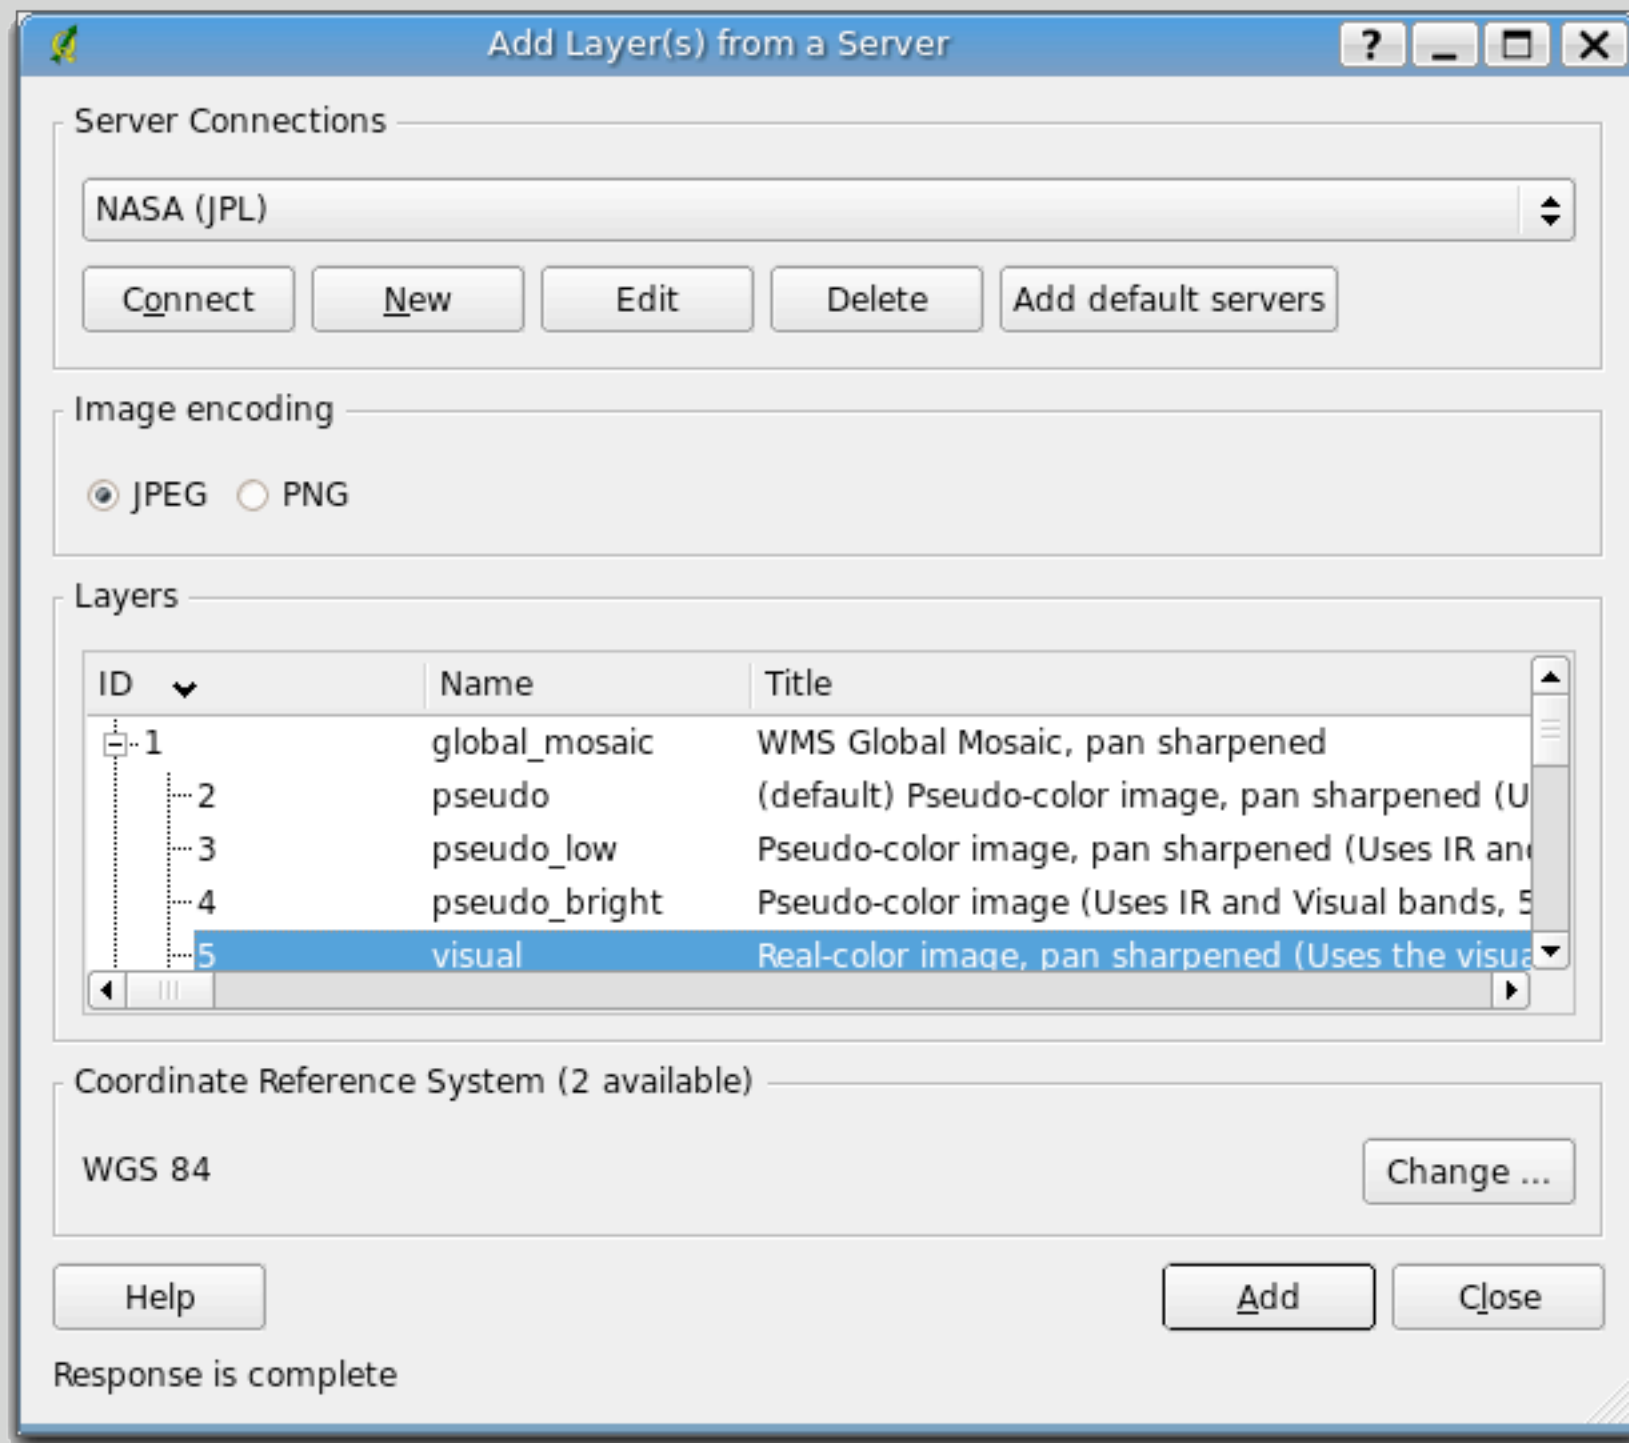 Add Layer(s) from a Server ?
Server Connections
NASA (JPL)
Connect New Edit Delete Add default servers
Image encoding
JPEG PNG
Layers
ID Name Title
1 global_mosaic WMS Global Mosaic, pan sharpened
2 pseudo (default) Pseudo-color image, pan sharpened (U
3 pseudo_low Pseudo-color image, pan sharpened (Uses IR and
4 pseudo_bright Pseudo-color image (Uses IR and Visual bands, 5
5 visual Real-color image, pan sharpened (Uses the visua
Coordinate Reference System (2 available)
WGS 84 Change ...
Help Add Close
Response is complete